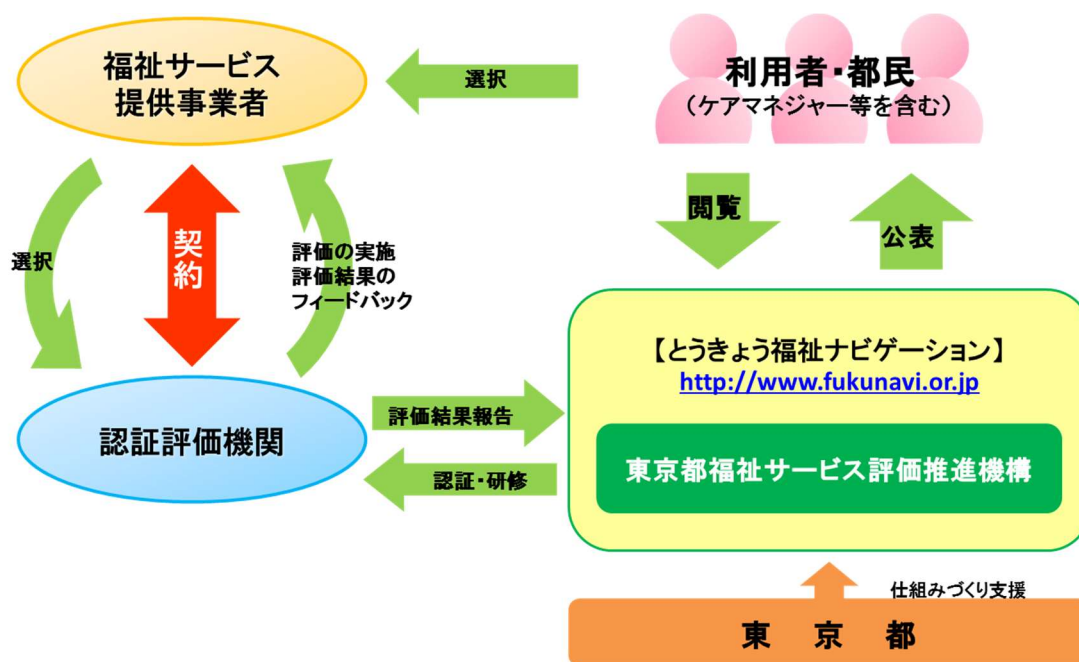 福祉サービス
提供事業者
選択
利用者・都民
（ケアマネジャー等を含む）
閲覧
公表
選択
契約
評価の実施
評価結果の
フィードバック
【とうきょう福祉ナビゲーション】
http://www.fukunavi.or.jp
認証評価機関
評価結果報告
認証・研修
東京都福祉サービス評価推進機構
仕組みづくり支援
東京都